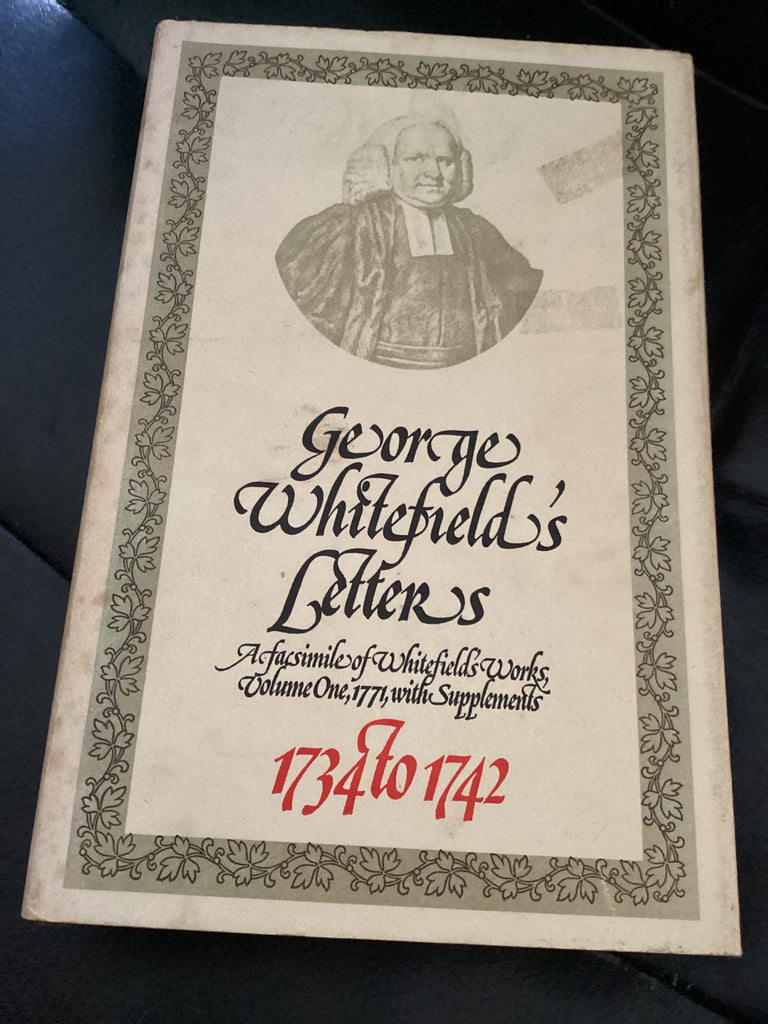 George
Whitefield's
Letters
A facsimile of Whitefield's Works,
Volume One, 1771, with Supplements
1734 to 1742